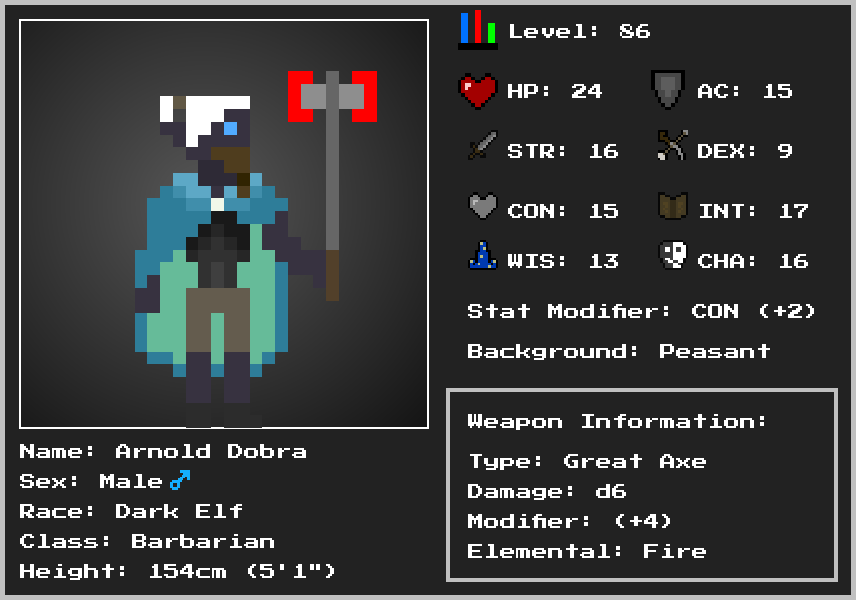 Level: 86
HP: 24 AC: 15
STR: 16 DEX: 9
CON: 15 INT: 17
WIS: 13 CHA: 16
Stat Modifier: CON (+2)
Background: Peasant
Weapon Information:
Type: Great Axe
Damage: d6
Modifier: (+4)
Elemental: Fire
Name: Arnold Dobra
Sex: Male♂
Race: Dark Elf
Class: Barbarian
Height: 154cm (5'1")